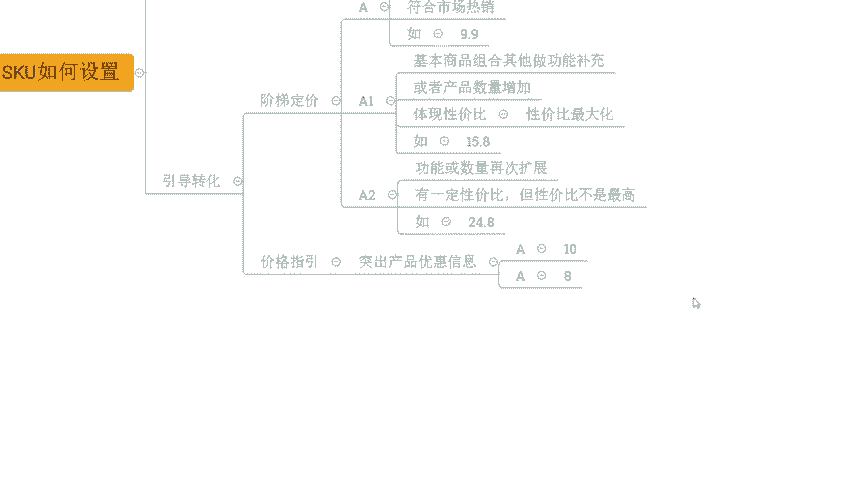 A 符合市场热销
如 9.9
SKU如何设置
基本商品组合其他做功能补充
或者产品数量增加
阶梯定价 A1
体现性价比 性价比最大化
如 15.8
功能或数量再次扩展
引导转化
A2 有一定性价比，但性价比不是最高
如 24.8
A 10
价格指引 突出产品优惠信息
A 8